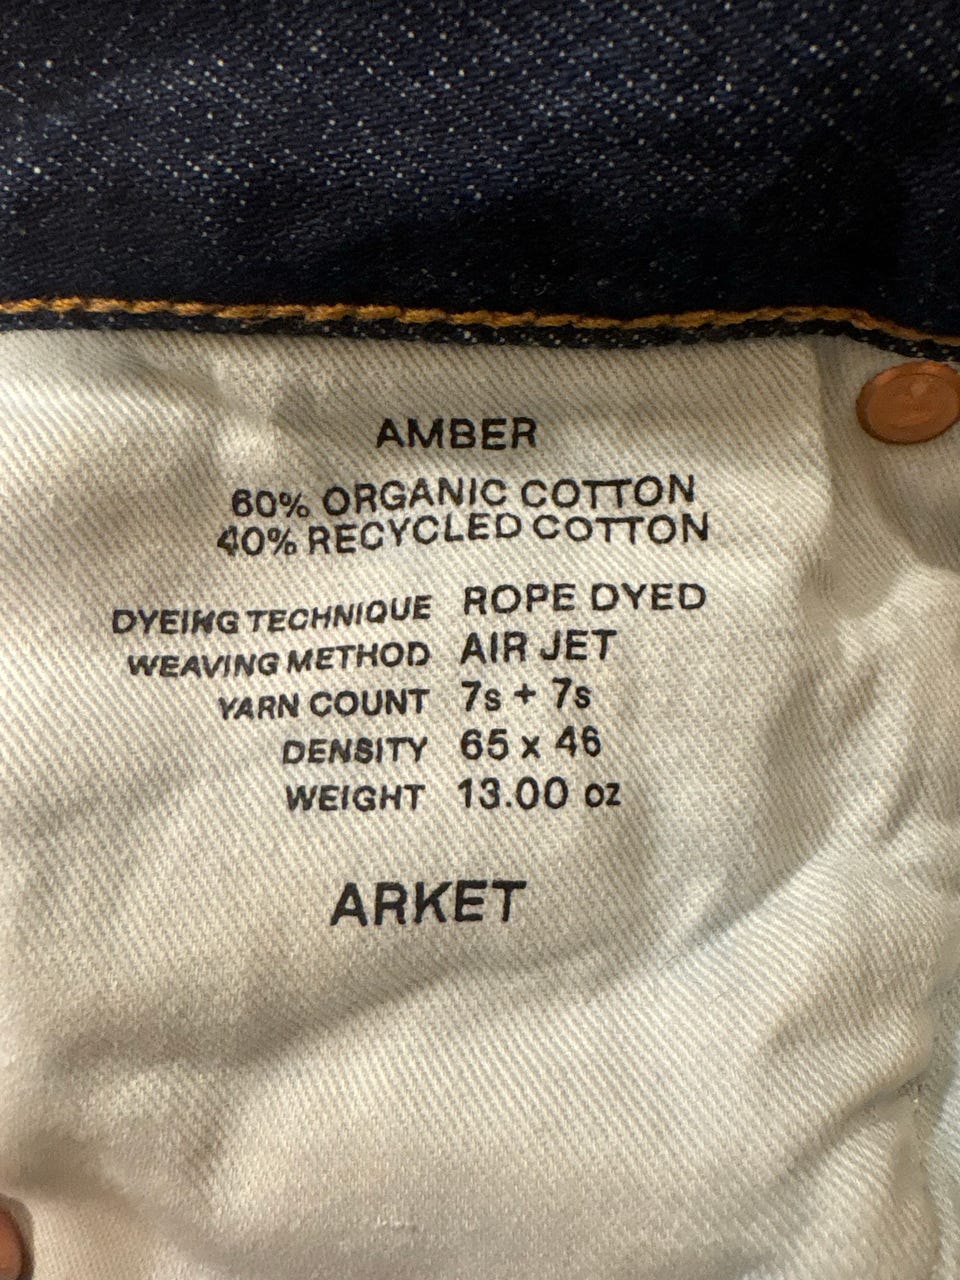 AMBER
60% ORGANIC COTTON
40% RECYCLED COTTON
DYEING TECHNIQUE ROPE DYED
WEAVING METHOD AIR JET
YARN COUNT 7s + 7s
DENSITY 65 x 46
WEIGHT 13.00 oz
ARKET